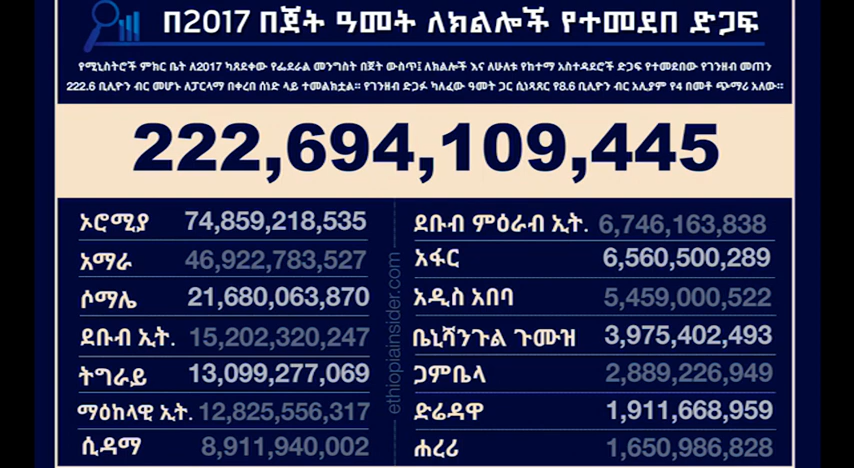 በ2017 በጀት ዓመት ለክልሎች የተመደበ ድጋፍ
የሚኒስትሮች ምክር ቤት ለ2017 ካጸደቀው የፌደራል መንግስት በጀት ውስጥ፤ ለክልሎች እና ለሁለቱ የከተማ አስተዳደሮች ድጋፍ የተመደበው የገንዘብ መጠን
222.6 ቢሊዮን ብር መሆኑ ለፓርላማ በቀረበ ሰነድ ላይ ተመልክቷል። የገንዘብ ድጋፉ ካለፈው ዓመት ጋር ሲነጻጸር የ8.6 ቢሊዮን ብር አሊያም የ4 በመቶ ጭማሪ አለው።
222,694,109,445
ኦሮሚያ 74,859,218,535
አማራ 46,922,783,527
ሶማሌ 21,680,063,870
ደቡብ ኢት. 15,202,320,247
ትግራይ 13,099,277,069
ማዕከላዊ ኢት. 12,825,556,317
ሲዳማ 8,911,940,002
ethiopiainsider.com
ደቡብ ምዕራብ ኢት. 6,746,163,838
አፋር 6,560,500,289
አዲስ አበባ 5,459,000,522
ቤኒሻንጉል ጉሙዝ 3,975,402,493
ጋምቤላ 2,889,226,949
ድሬዳዋ 1,911,668,959
ሐረሪ 1,650,986,828